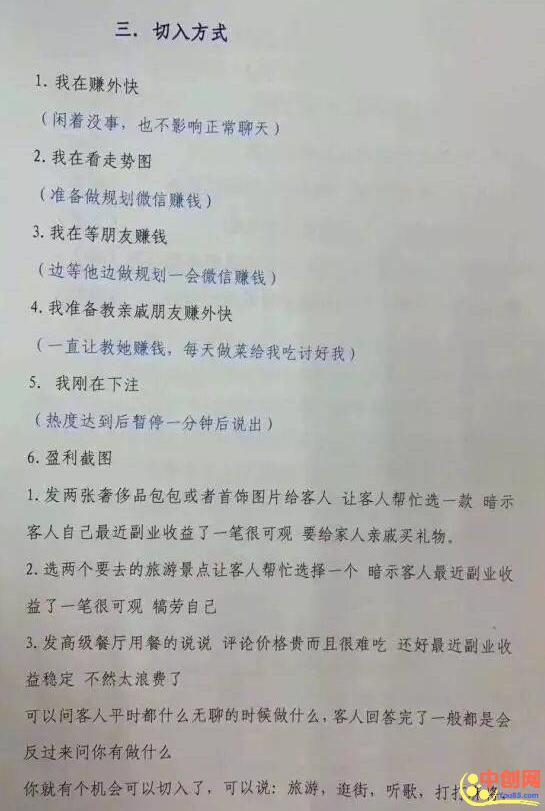 三．切入方式
1. 我在赚外快
（闲着没事，也不影响正常聊天）
2. 我在看走势图
（准备做规划微信赚钱）
3. 我在等朋友赚钱
（边等他边做规划一会微信赚钱）
4. 我准备教亲戚朋友赚外快
（一直让教她赚钱，每天做菜给我吃讨好我）
5． 我刚在下注
（热度达到后暂停一分钟后说出）
6. 盈利截图
1. 发两张奢侈品包包或者首饰图片给客人 让客人帮忙选一款 暗示
客人自己最近副业收益了一笔很可观 要给家人亲戚买礼物。
2. 选两个要去的旅游景点让客人帮忙选择一个 暗示客人最近副业收
益了一笔很可观 犒劳自己
3. 发高级餐厅用餐的说说 评论价格贵而且很难吃 还好最近副业收
益稳定 不然太浪费了
可以问客人平时都什么无聊的时候做什么，客人回答完了一般都是会
反过来问你有做什么
你就有个机会可以切入了，可以说：旅游，逛街，听歌，打打
中创网